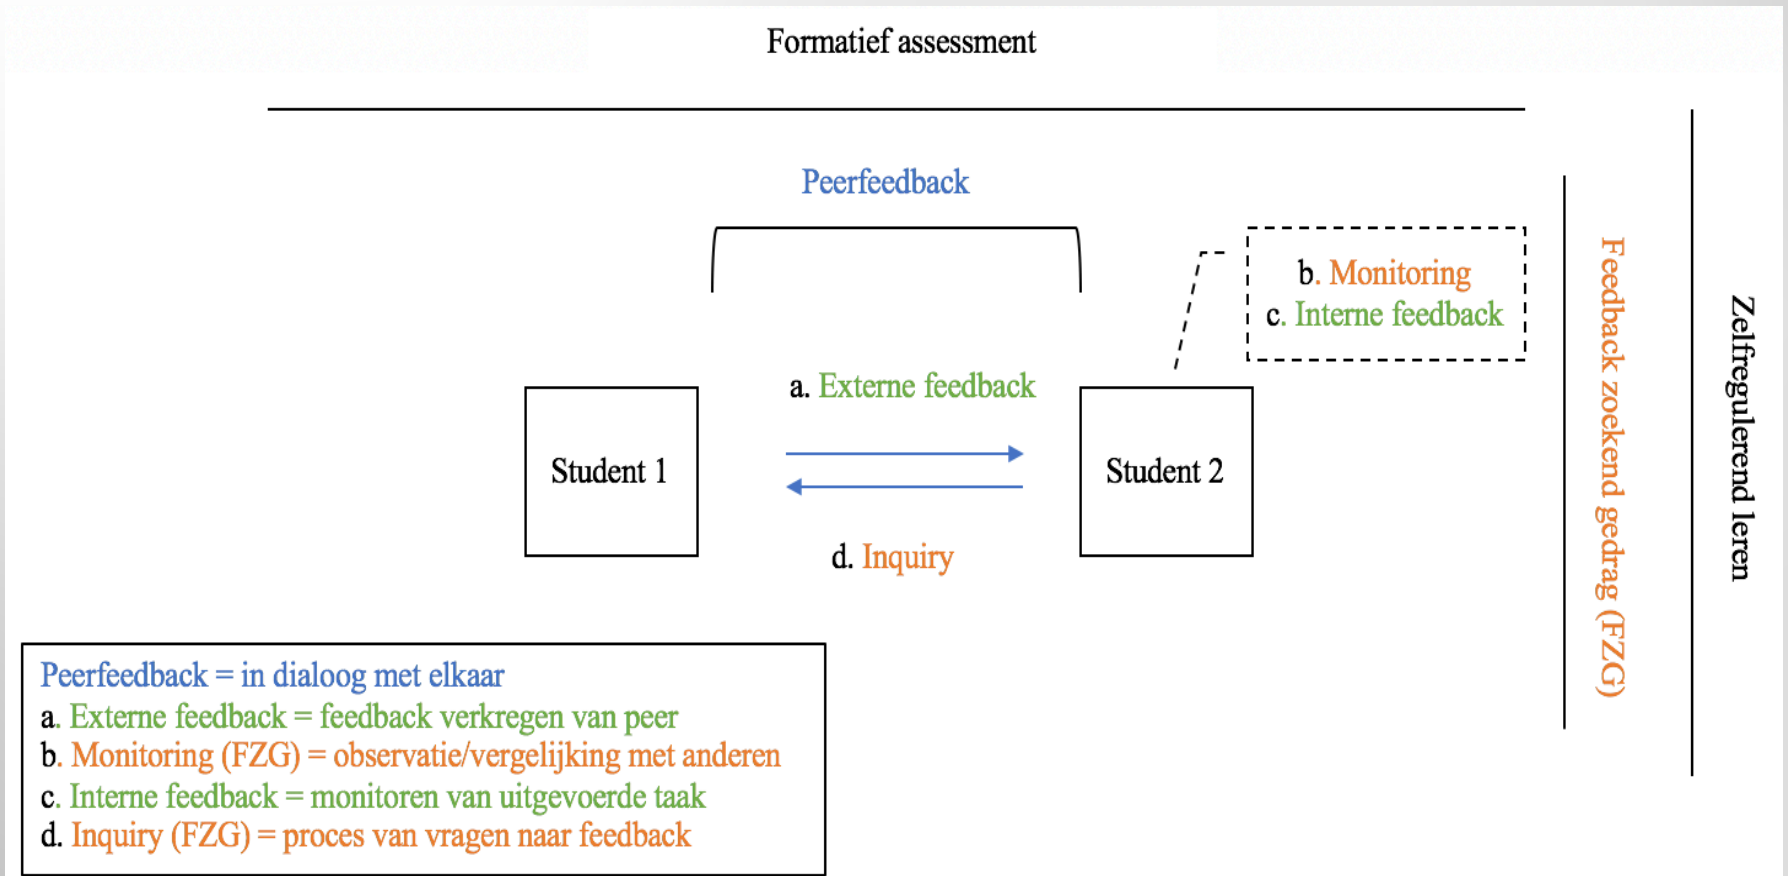 Formatief assessment
Peerfeedback
b. Monitoring
c. Interne feedback
a. Externe feedback
Student 1
Student 2
d. Inquiry
Feedback zoekend gedrag (FZG)
Zelfregulerend leren
Peerfeedback = in dialoog met elkaar
a. Externe feedback = feedback verkregen van peer
b. Monitoring (FZG) = observatie/vergelijking met anderen
c. Interne feedback = monitoren van uitgevoerde taak
d. Inquiry (FZG) = proces van vragen naar feedback